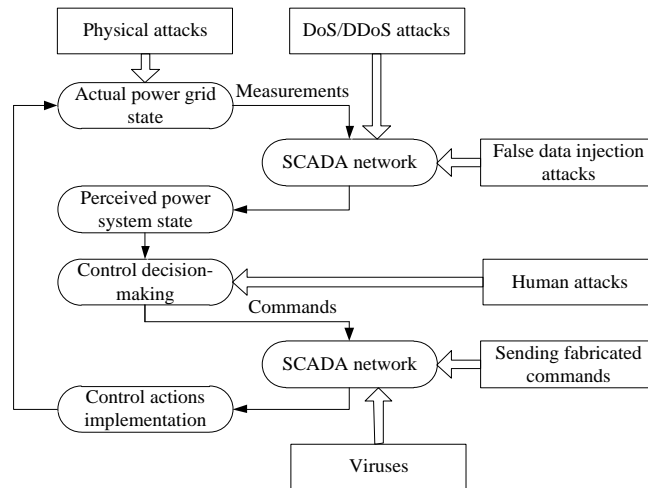 Physical attacks
DoS/DDoS attacks
Actual power grid
state
Measurements
SCADA network
False data injection
attacks
Perceived power
system state
Control decision-
making
Human attacks
Commands
SCADA network
Sending fabricated
commands
Control actions
implementation
Viruses